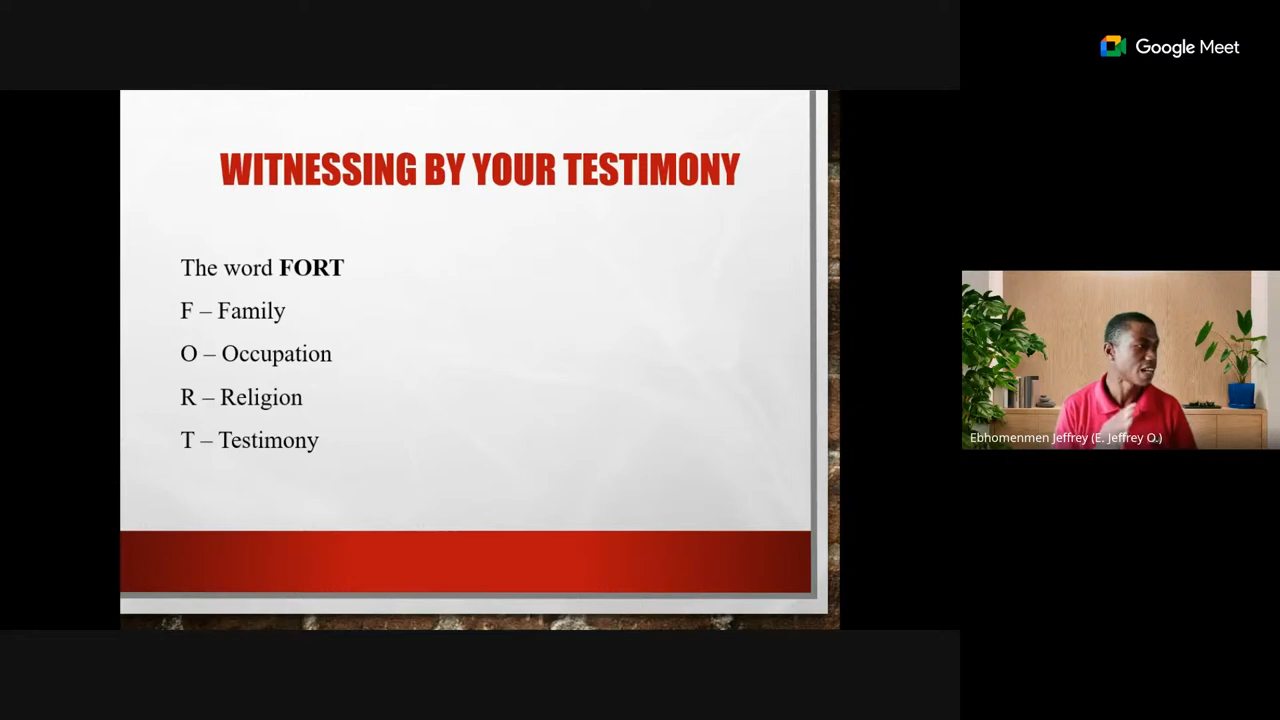 Google Meet
WITNESSING BY YOUR TESTIMONY
The word FORT
F – Family
O – Occupation
R – Religion
T – Testimony
Ebhomenmen Jeffrey (E. Jeffrey O.)